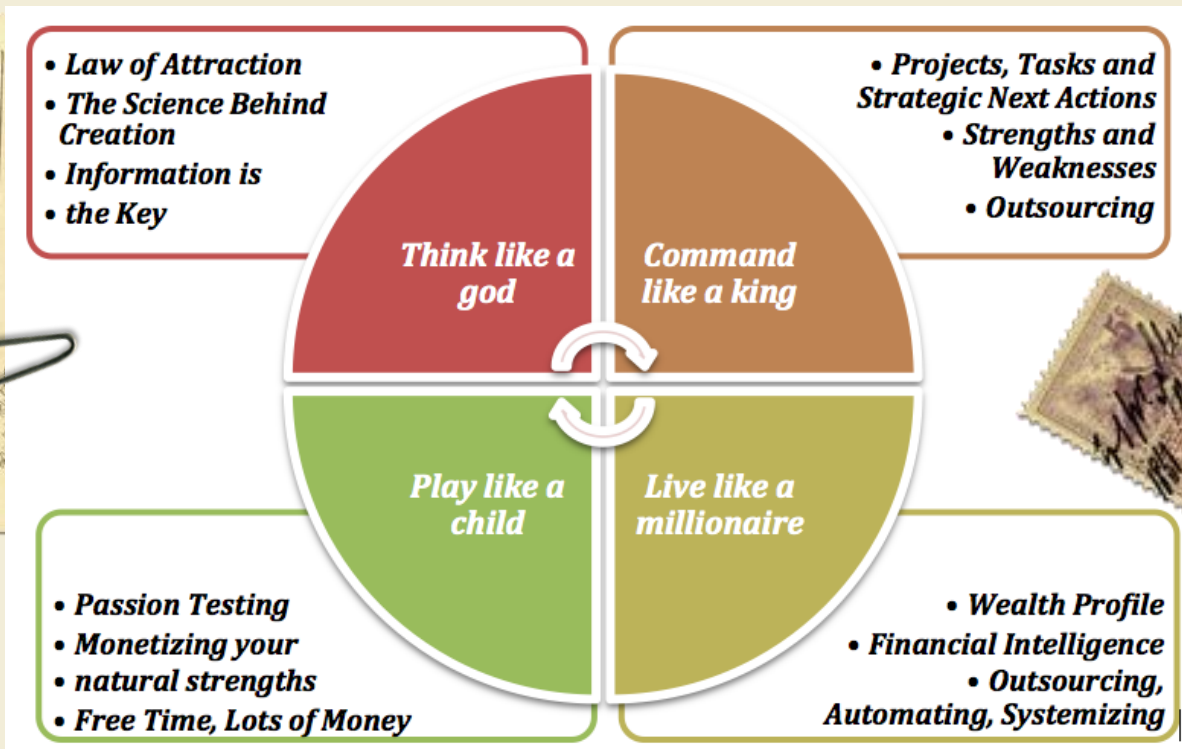 • Law of Attraction
• The Science Behind
Creation
• Information is
• the Key
• Projects, Tasks and
Strategic Next Actions
• Strengths and
Weaknesses
• Outsourcing
Think like a
god
Command
like a king
Play like a
child
Live like a
millionaire
• Passion Testing
• Monetizing your
• natural strengths
• Free Time, Lots of Money
• Wealth Profile
• Financial Intelligence
• Outsourcing,
Automating, Systemizing